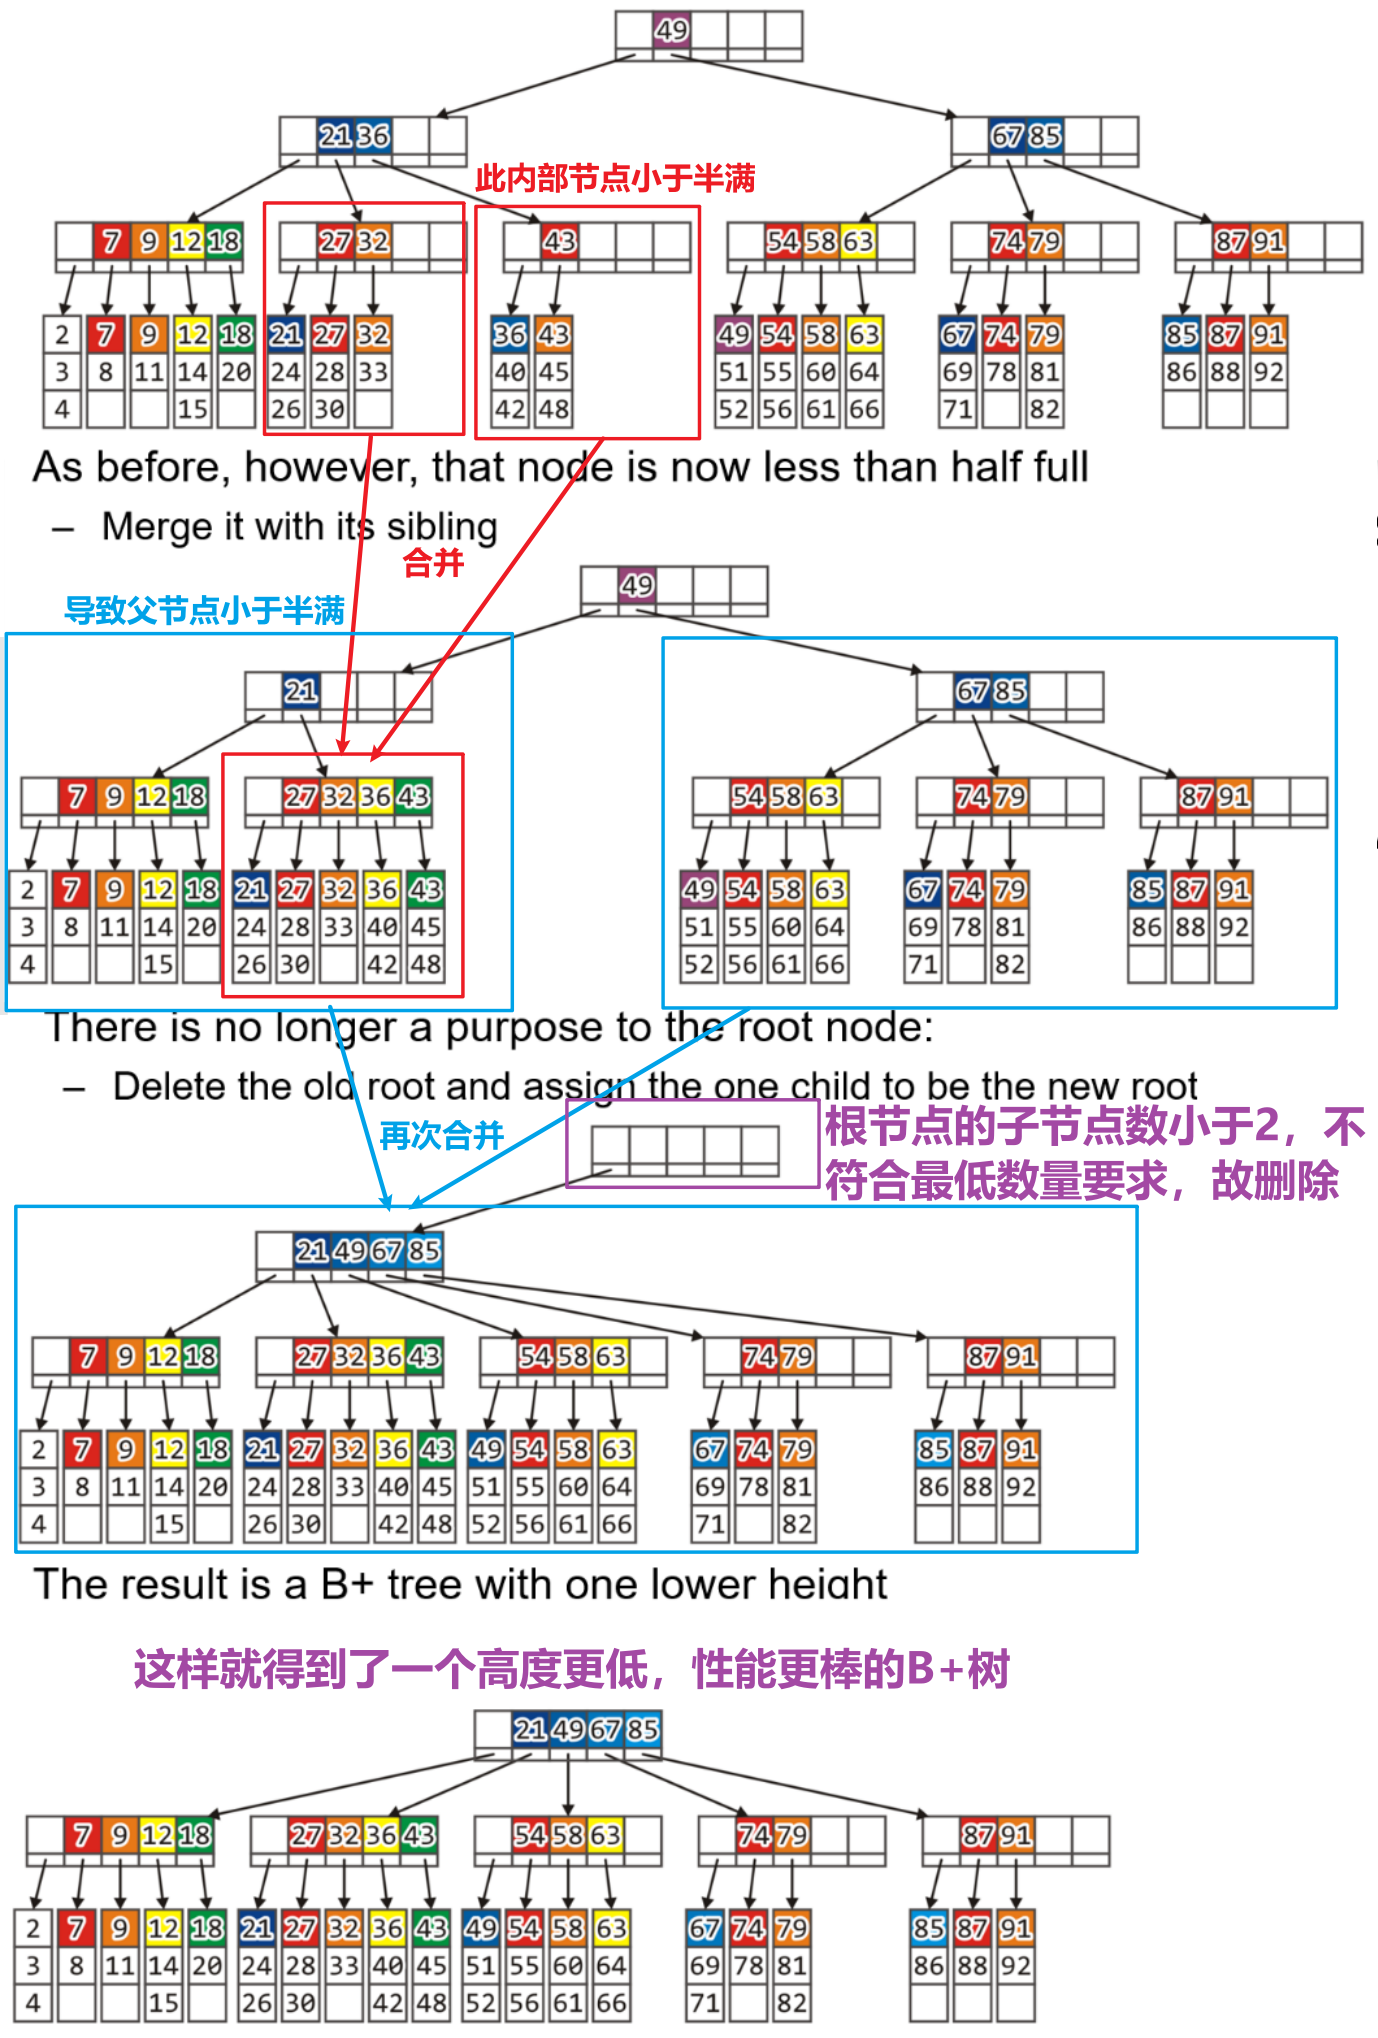 49
21 36
67 85
此内部节点小于半满
7 9 12 18
27 32
43
54 58 63
74 79
87 91
2 7 9 12 18 21 27 32 36 43 49 54 58 63 67 74 79 85 87 91
3 8 11 14 20 24 28 33 40 45 51 55 60 64 69 78 81 86 88 92
4 15 26 30 42 48 52 56 61 66 71 82
As before, however, that node is now less than half full
– Merge it with its sibling
合并
49
导致父节点小于半满
21
67 85
7 9 12 18
27 32 36 43
54 58 63
74 79
87 91
2 7 9 12 18 21 27 32 36 43 49 54 58 63 67 74 79 85 87 91
3 8 11 14 20 24 28 33 40 45 51 55 60 64 69 78 81 86 88 92
4 15 26 30 42 48 52 56 61 66 71 82
There is no longer a purpose to the root node:
– Delete the old root and assign the one child to be the new root
再次合并
根节点的子节点数小于2，不
符合最低数量要求，故删除
21 49 67 85
7 9 12 18
27 32 36 43
54 58 63
74 79
87 91
2 7 9 12 18 21 27 32 36 43 49 54 58 63 67 74 79 85 87 91
3 8 11 14 20 24 28 33 40 45 51 55 60 64 69 78 81 86 88 92
4 15 26 30 42 48 52 56 61 66 71 82
The result is a B+ tree with one lower height
这样就得到了一个高度更低，性能更棒的B+树
21 49 67 85
7 9 12 18
27 32 36 43
54 58 63
74 79
87 91
2 7 9 12 18 21 27 32 36 43 49 54 58 63 67 74 79 85 87 91
3 8 11 14 20 24 28 33 40 45 51 55 60 64 69 78 81 86 88 92
4 15 26 30 42 48 52 56 61 66 71 82